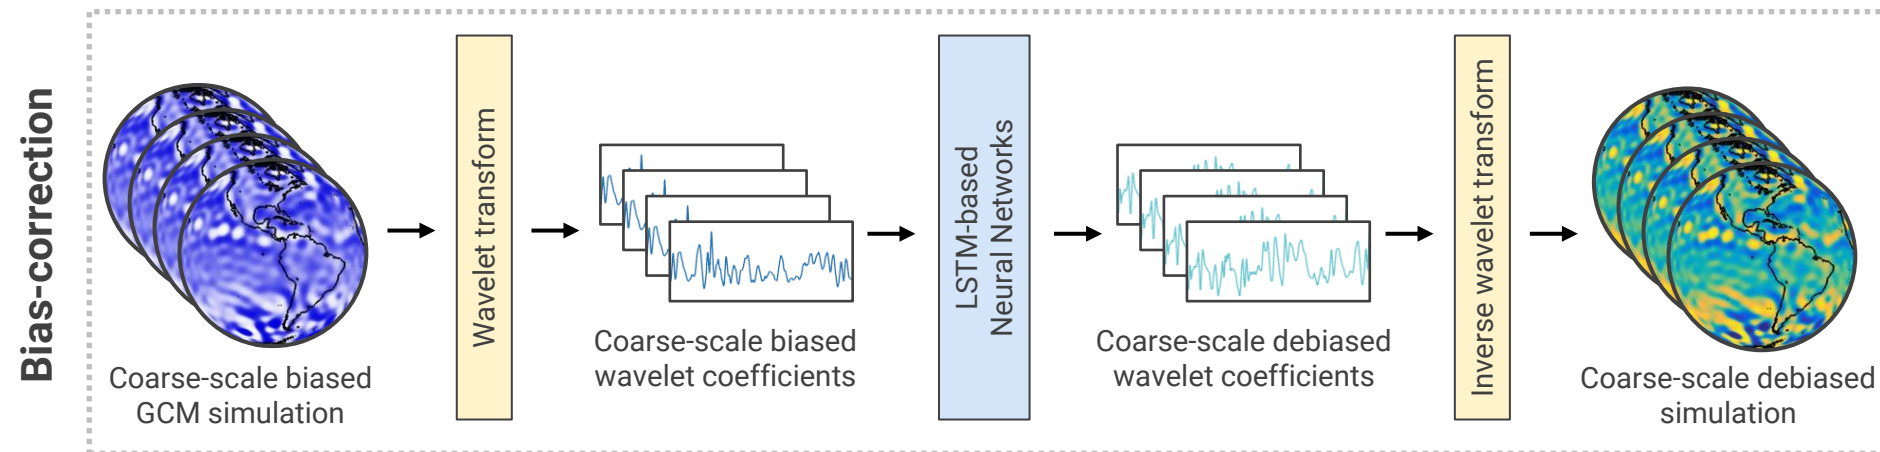 Bias-correction
Coarse-scale biased
GCM simulation
Wavelet transform
Coarse-scale biased
wavelet coefficients
LSTM-based
Neural Networks
Coarse-scale debiased
wavelet coefficients
Inverse wavelet transform
Coarse-scale debiased
simulation